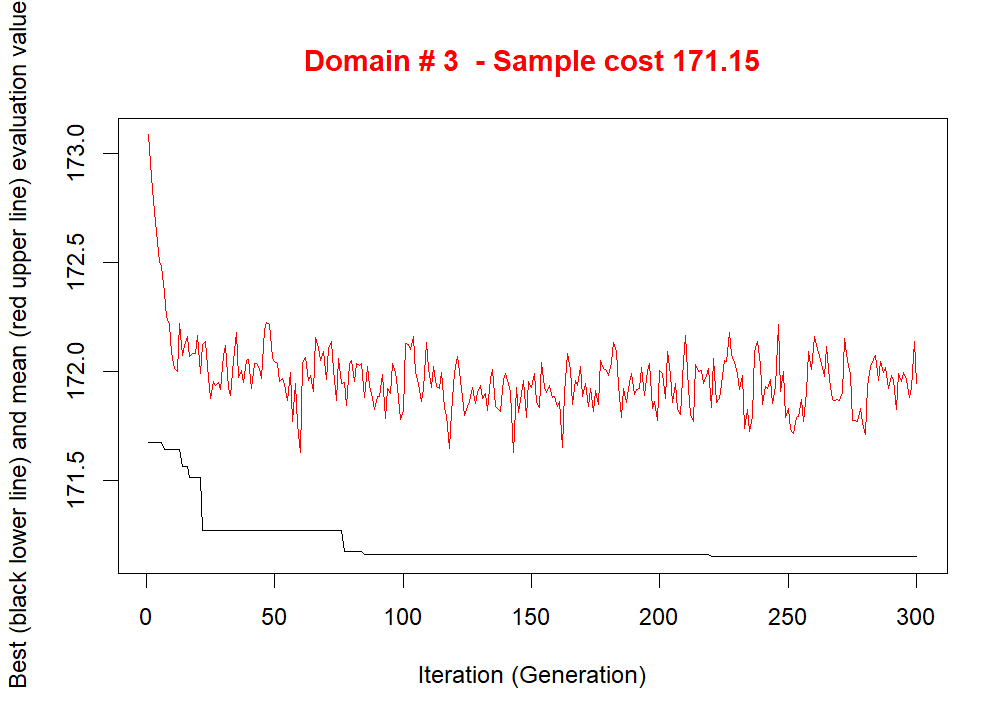 Domain # 3  - Sample cost 171.15
Best (black lower line) and mean (red upper line) evaluation value
173.0
172.5
172.0
171.5
0 50 100 150 200 250 300
Iteration (Generation)